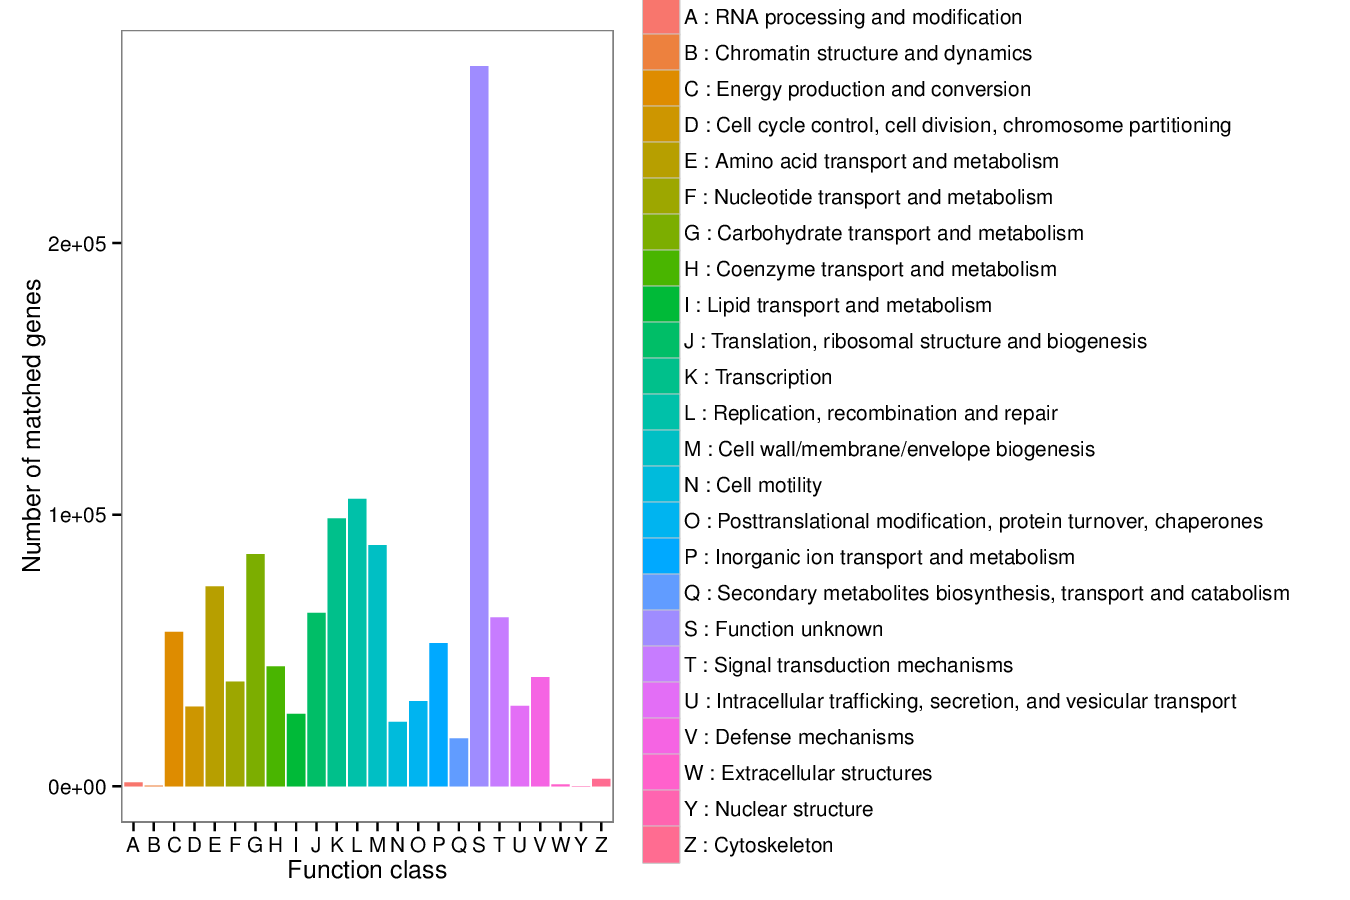 2e+05
1e+05
0e+00
Number of matched genes
A B C D E F G H I J K L M N O P Q S T U V W Y Z
Function class
A : RNA processing and modification
B : Chromatin structure and dynamics
C : Energy production and conversion
D : Cell cycle control, cell division, chromosome partitioning
E : Amino acid transport and metabolism
F : Nucleotide transport and metabolism
G : Carbohydrate transport and metabolism
H : Coenzyme transport and metabolism
I : Lipid transport and metabolism
J : Translation, ribosomal structure and biogenesis
K : Transcription
L : Replication, recombination and repair
M : Cell wall/membrane/envelope biogenesis
N : Cell motility
O : Posttranslational modification, protein turnover, chaperones
P : Inorganic ion transport and metabolism
Q : Secondary metabolites biosynthesis, transport and catabolism
S : Function unknown
T : Signal transduction mechanisms
U : Intracellular trafficking, secretion, and vesicular transport
V : Defense mechanisms
W : Extracellular structures
Y : Nuclear structure
Z : Cytoskeleton